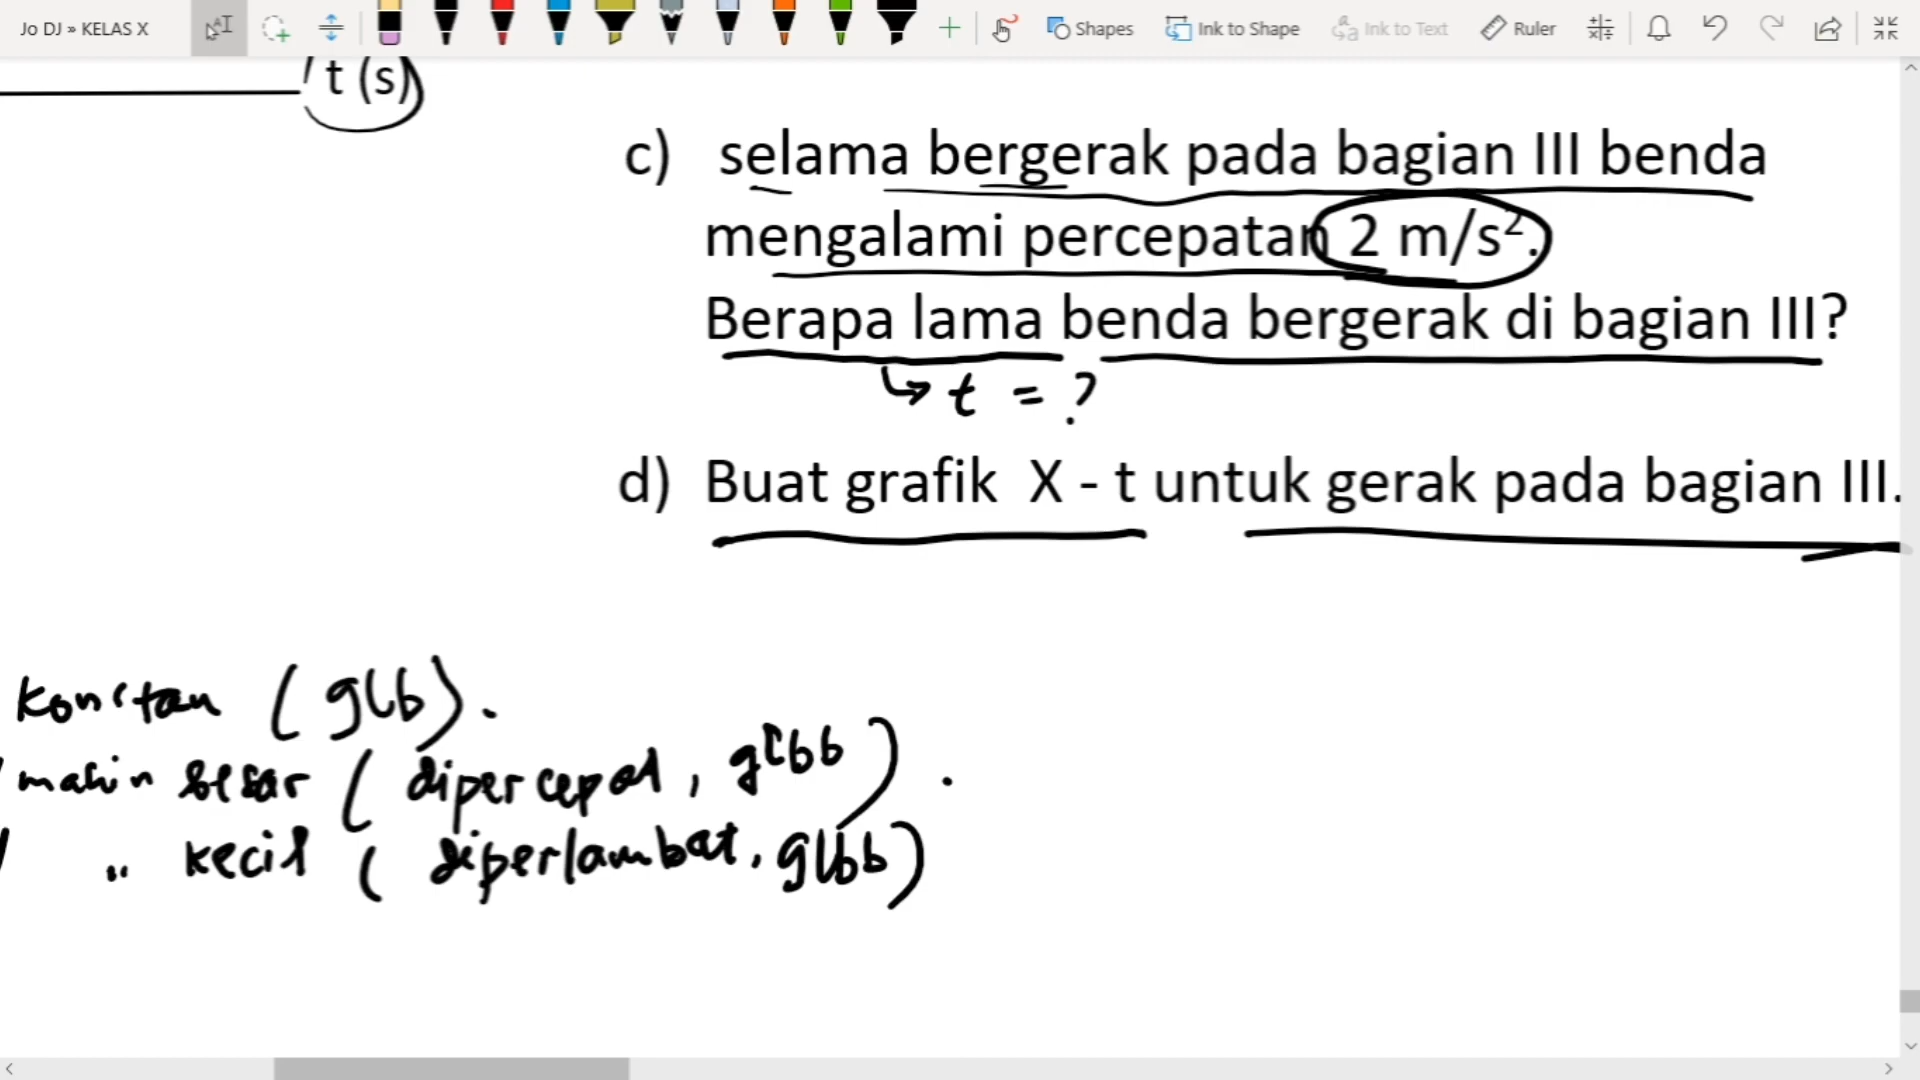 Jo DJ » KELAS X
Shapes
Ink to Shape
Ink to Text
Ruler
t (s)
c) selama bergerak pada bagian III benda
mengalami percepatan 2 m/s².
Berapa lama benda bergerak di bagian III?
↳ t = ?
d) Buat grafik X - t untuk gerak pada bagian III.
konstan (glb).
makin besar (dipercepat, glbb).
" kecil (diperlambat, glbb)